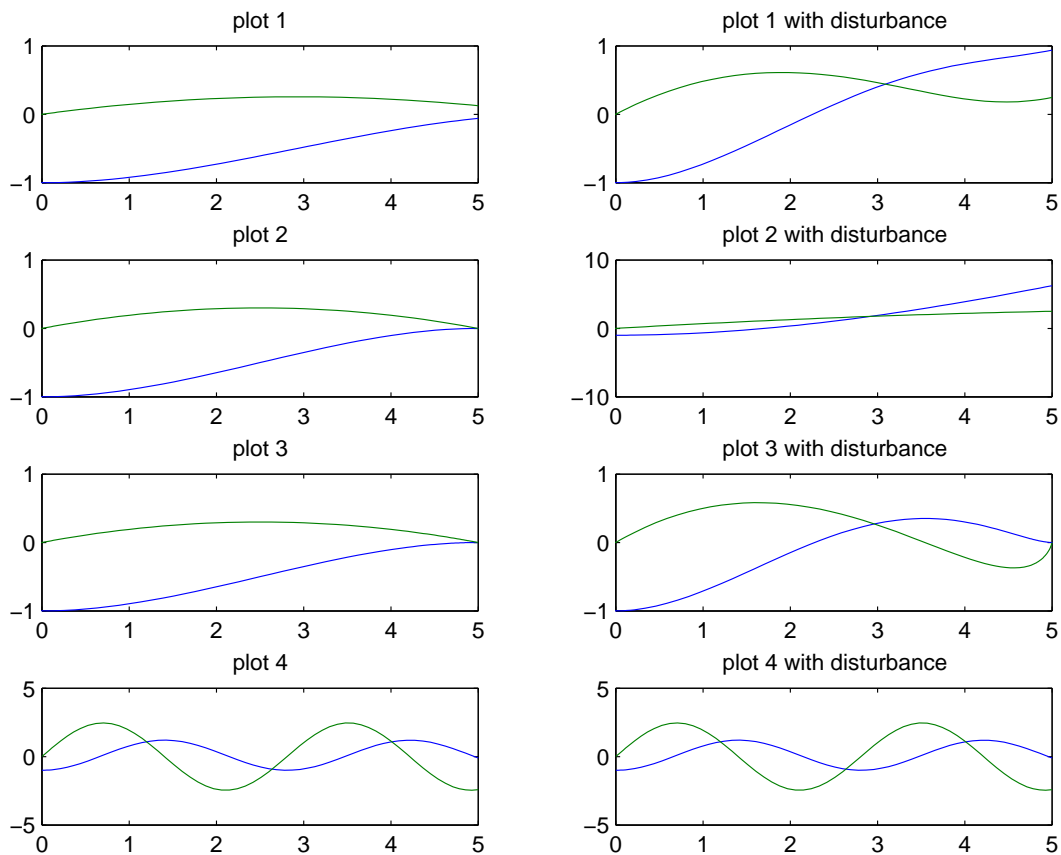 plot 1
1
0
−1
0 1 2 3 4 5
plot 1 with disturbance
1
0
−1
0 1 2 3 4 5
plot 2
1
0
−1
0 1 2 3 4 5
plot 2 with disturbance
10
0
−10
0 1 2 3 4 5
plot 3
1
0
−1
0 1 2 3 4 5
plot 3 with disturbance
1
0
−1
0 1 2 3 4 5
plot 4
5
0
−5
0 1 2 3 4 5
plot 4 with disturbance
5
0
−5
0 1 2 3 4 5